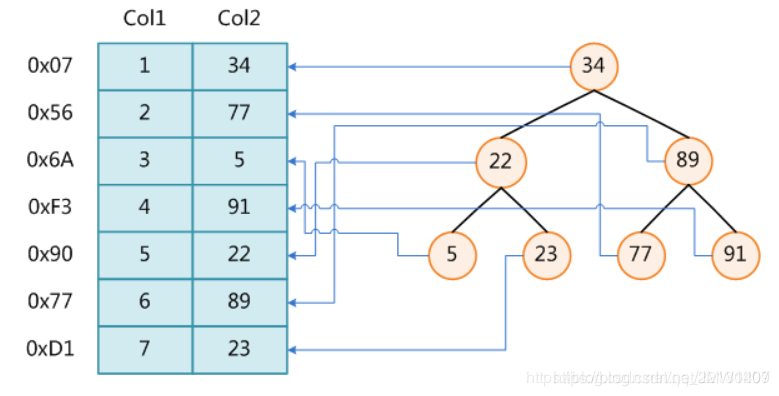 Col1 Col2
0x07 1 34 34
0x56 2 77
0x6A 3 5 22 89
0xF3 4 91
0x90 5 22 5 23 77 91
0x77 6 89
0xD1 7 23